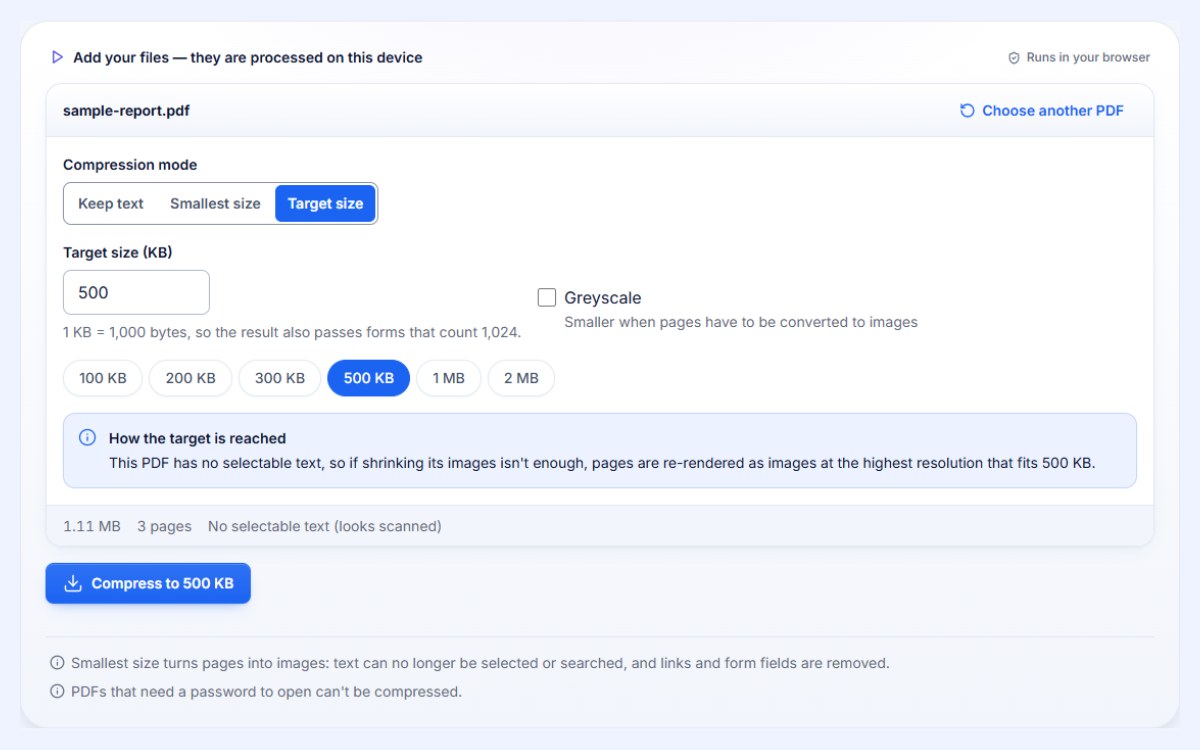 Add your files — they are processed on this device
Runs in your browser
sample-report.pdf
Choose another PDF
Compression mode
Keep text
Smallest size
Target size
Target size (KB)
500
Greyscale
Smaller when pages have to be converted to images
1 KB = 1,000 bytes, so the result also passes forms that count 1,024.
100 KB
200 KB
300 KB
500 KB
1 MB
2 MB
How the target is reached
This PDF has no selectable text, so if shrinking its images isn't enough, pages are re-rendered as images at the highest resolution that fits 500 KB.
1.11 MB
3 pages
No selectable text (looks scanned)
Compress to 500 KB
Smallest size turns pages into images: text can no longer be selected or searched, and links and form fields are removed.
PDFs that need a password to open can't be compressed.